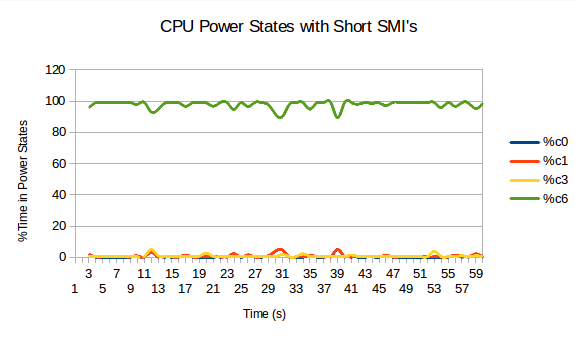 CPU Power States with Short SMI's
120
100
80
60
40
20
0
%Time in Power States
%c0
%c1
%c3
%c6
3 7 11 15 19 23 27 31 35 39 43 47 51 55 59
1 5 9 13 17 21 25 29 33 37 41 45 49 53 57
Time (s)